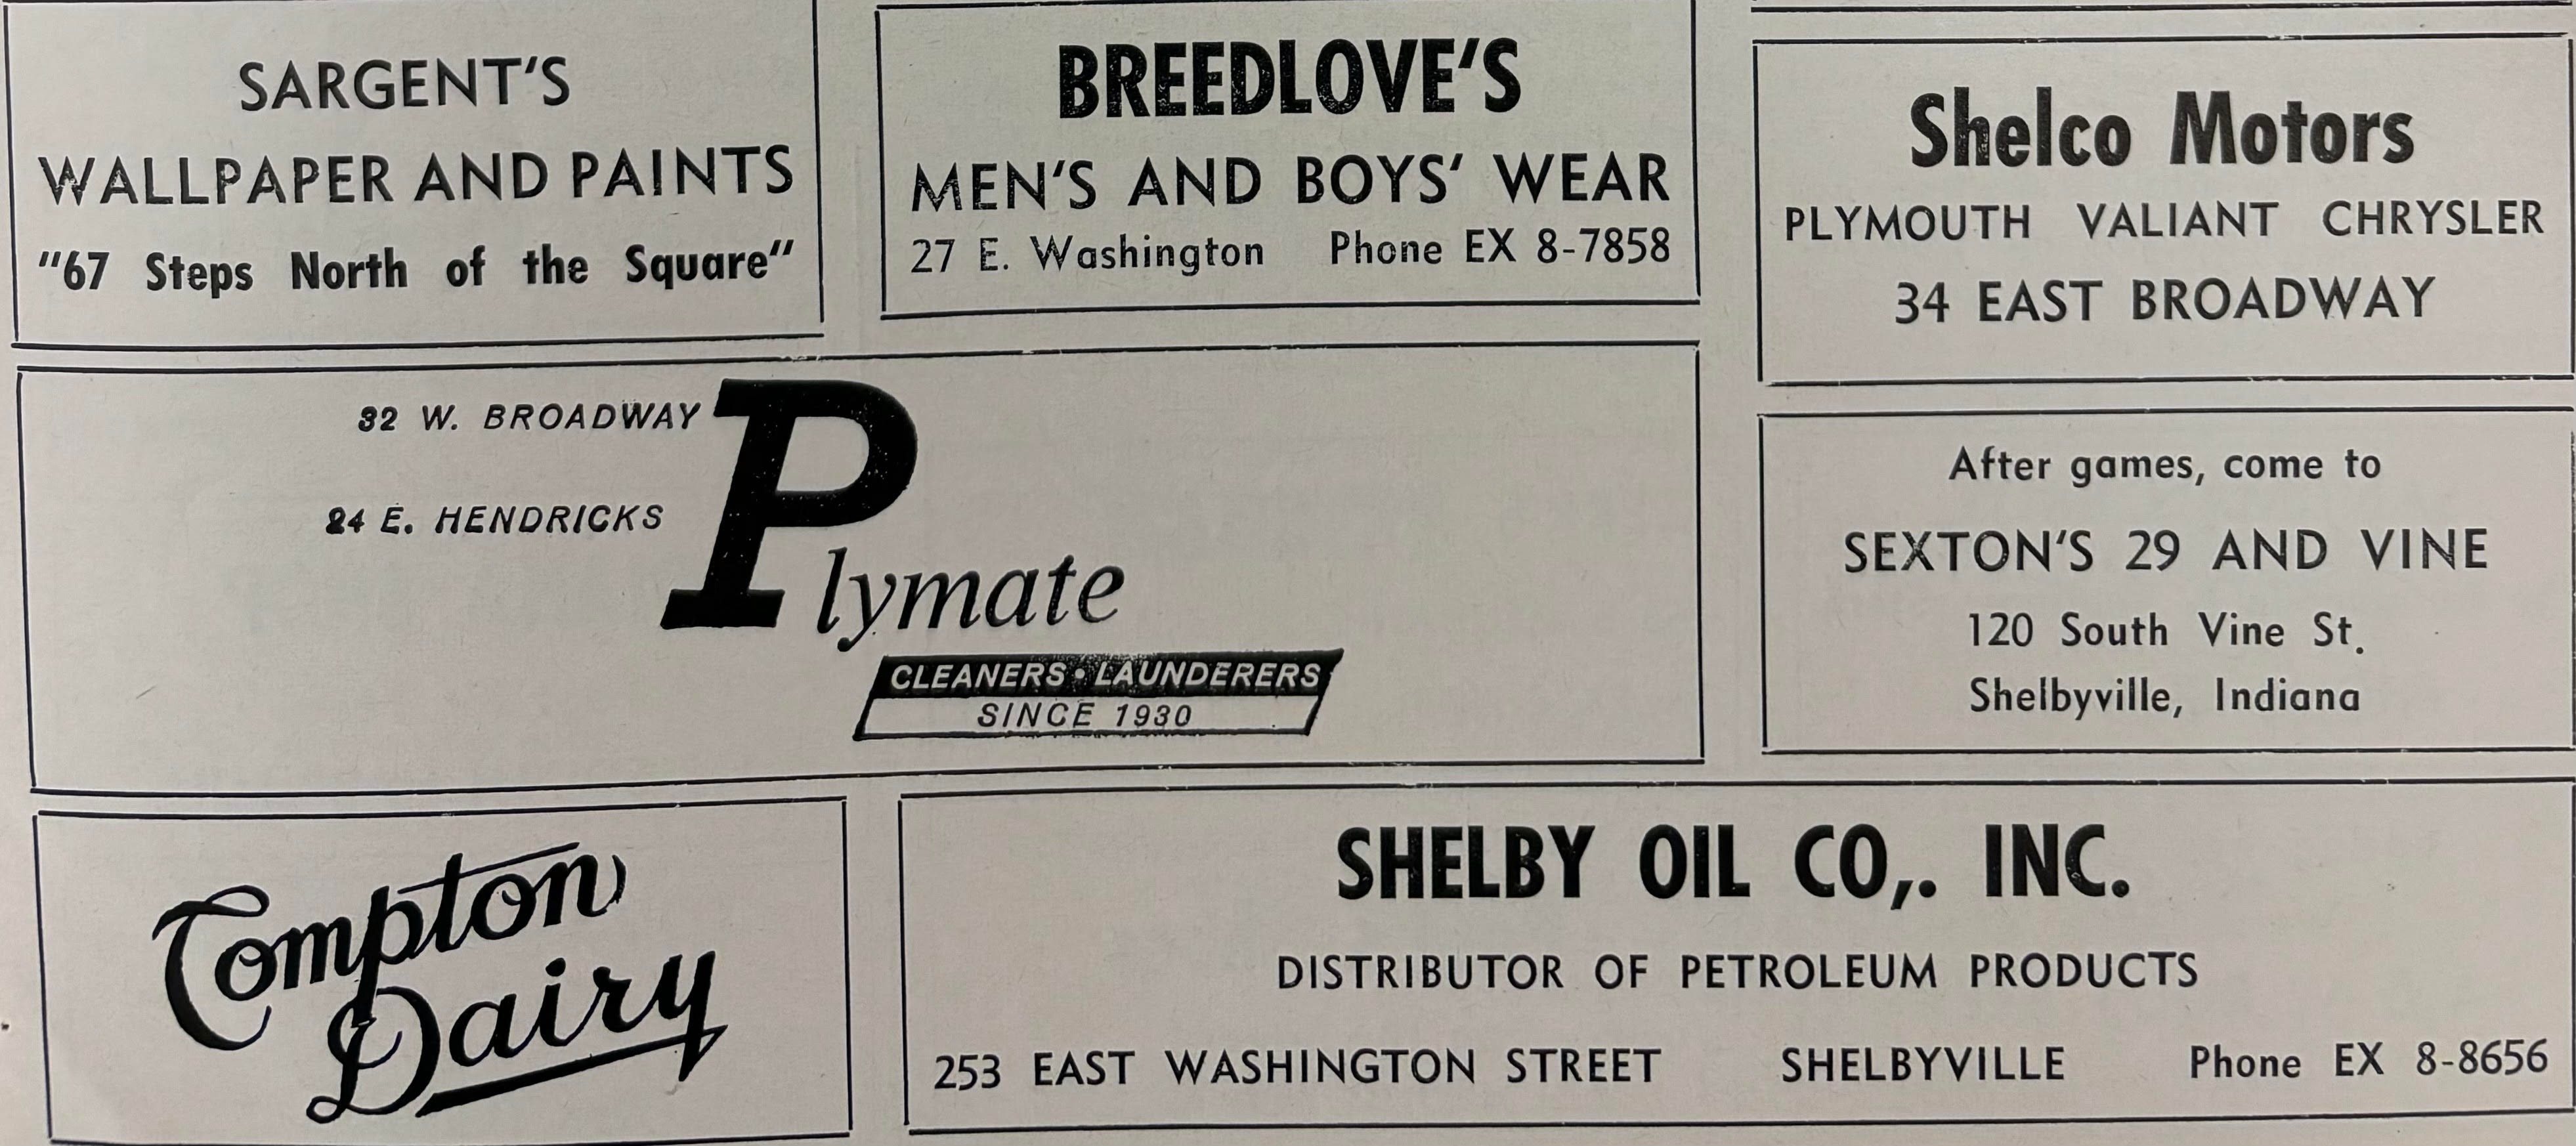 SARGENT'S
WALLPAPER AND PAINTS
"67 Steps North of the Square"
BREEDLOVE'S
MEN'S AND BOYS' WEAR
27 E. Washington Phone EX 8-7858
Shelco Motors
PLYMOUTH VALIANT CHRYSLER
34 EAST BROADWAY
32 W. BROADWAY
24 E. HENDRICKS
Plymate
CLEANERS • LAUNDERERS
SINCE 1930
After games, come to
SEXTON'S 29 AND VINE
120 South Vine St.
Shelbyville, Indiana
Compton
Dairy
SHELBY OIL CO,. INC.
DISTRIBUTOR OF PETROLEUM PRODUCTS
253 EAST WASHINGTON STREET SHELBYVILLE Phone EX 8-8656